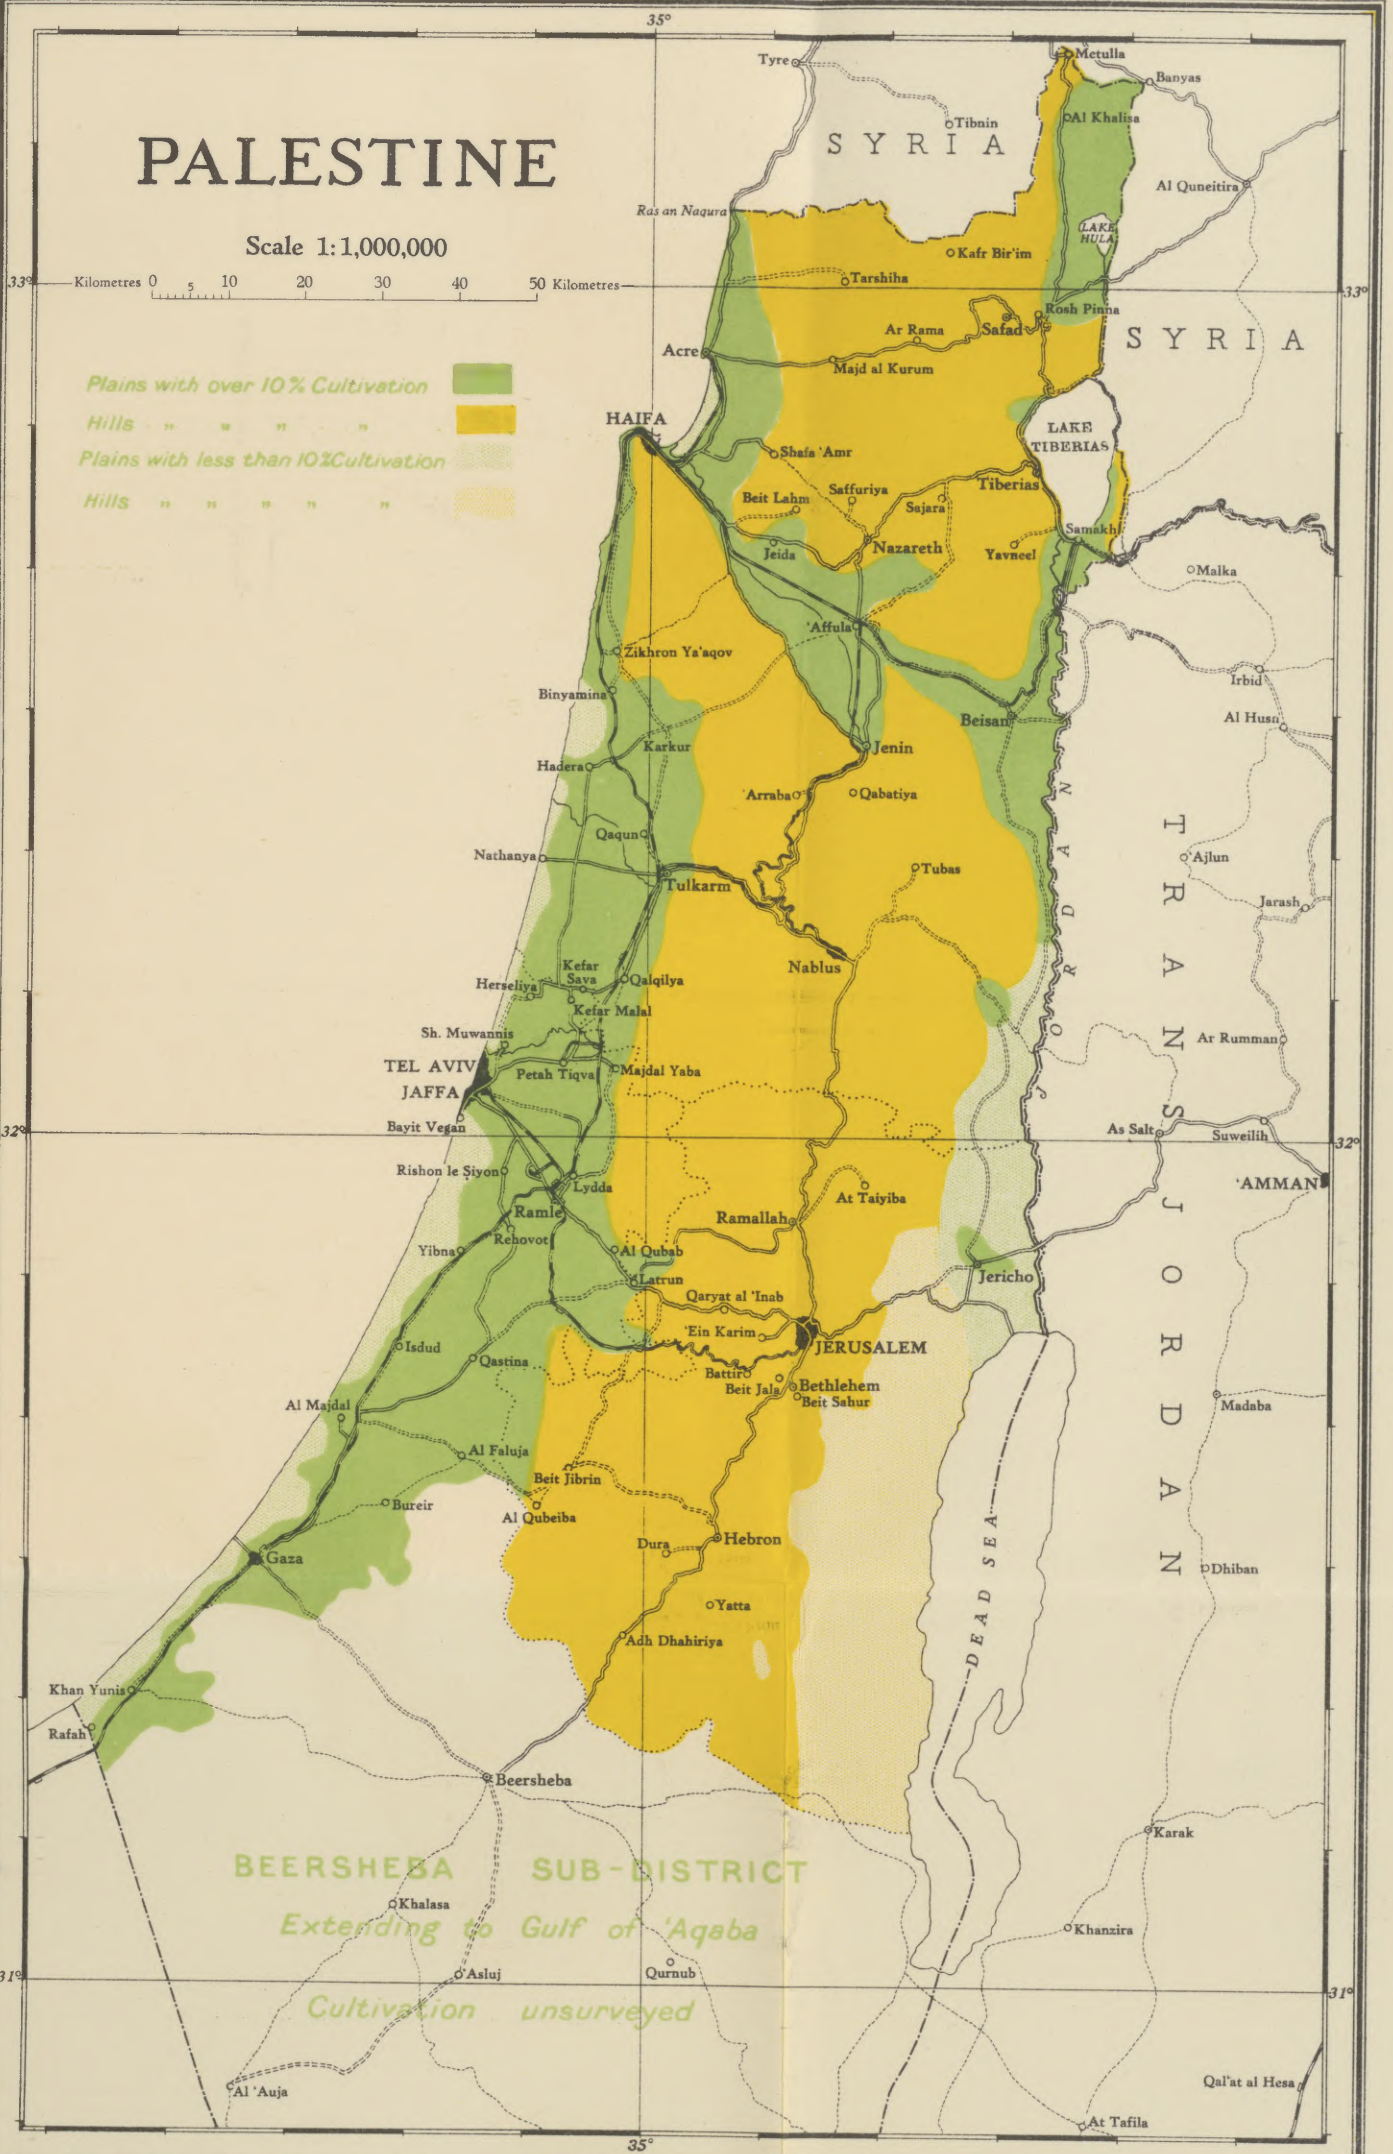 35°
Tyre
Metulla
Banyas
Al Khalisa
Tibnin
SYRIA
PALESTINE
Al Quneitira
Ras an Naqura
LAKE
HULA
Scale 1:1,000,000
Kafr Bir'im
33°
Kilometres 0 5 10 20 30 40 50 Kilometres
Tarshiha
33°
Rosh Pinna
Ar Rama
Safad
SYRIA
Acre
Majd al Kurum
Plains with over 10% Cultivation
Hills " " " "
Plains with less than 10% Cultivation
Hills " " " " "
HAIFA
LAKE
TIBERIAS
Shafa 'Amr
Tiberias
Beit Lahm
Saffuriya
Sajara
Samakh
Jeida
Nazareth
Yavneel
Malka
'Affula
Zikhron Ya'aqov
Irbid
Binyamina
Beisan
Al Husn
Karkur
Jenin
Hadera
'Arraba
Qabatiya
Qaqun
Nathanya
Tulkarm
Tubas
'Ajlun
Jarash
JORDAN
TRANSJORDAN
Nablus
Kefar
Sava
Herseliya
Qalqilya
Kefar Malal
Sh. Muwannis
Ar Rumman
TEL AVIV
JAFFA
Petah Tiqva
Majdal Yaba
Bayit Vegan
32°
32°
As Salt
Suweilih
Rishon le Şiyon
Lydda
'AMMAN
Ramle
At Taiyiba
Ramallah
Rehovot
Yibna
Al Qubab
Latrun
Jericho
Qaryat al 'Inab
'Ein Karim
JERUSALEM
Isdud
Qastina
Battir
Beit Jala
Bethlehem
Beit Sahur
Al Majdal
Madaba
Al Faluja
Beit Jibrin
Bureir
Al Qubeiba
Hebron
Dura
Gaza
DEAD SEA
Dhiban
Yatta
Adh Dhahiriya
Khan Yunis
Rafah
Beersheba
Karak
BEERSHEBA SUB-DISTRICT
Khalasa
Extending to Gulf of 'Aqaba
Khanzira
'Asluj
Qurnub
31°
31°
Cultivation unsurveyed
Al 'Auja
Qal'at al Hesa
At Tafila
35°